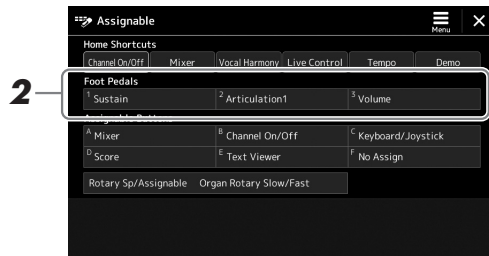 Assignable
Menu
Home Shortcuts
Channel On/Off Mixer Vocal Harmony Live Control Tempo Demo
2
Foot Pedals
1 Sustain 2 Articulation1 3 Volume
Assignable Buttons
A Mixer B Channel On/Off C Keyboard/Joystick
D Score E Text Viewer F No Assign
Rotary Sp/Assignable Organ Rotary Slow/Fast